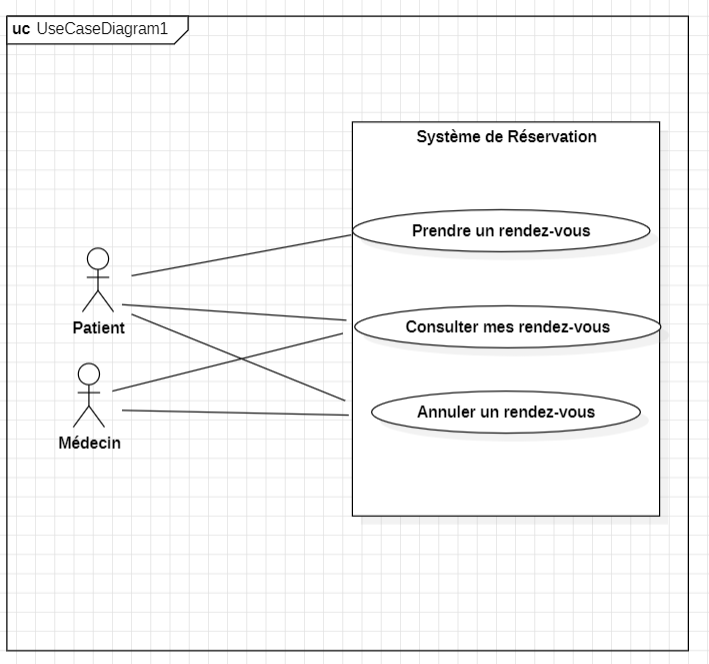 uc UseCaseDiagram1
Système de Réservation
Prendre un rendez-vous
Patient
Consulter mes rendez-vous
Annuler un rendez-vous
Médecin